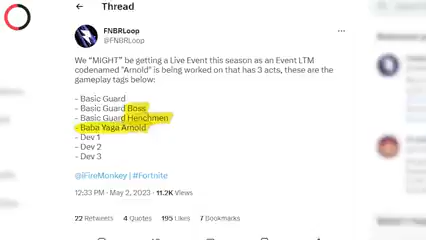 Thread
FNBRLoop
@FNBRLoop
We “MIGHT” be getting a Live Event this season as an Event LTM
codenamed "Arnold" is being worked on that has 3 acts, these are the
gameplay tags below:
- Basic Guard
- Basic Guard Boss
- Basic Guard Henchmen
- Baba Yaga Arnold
- Dev 1
- Dev 2
- Dev 3
@iFireMonkey | #Fortnite
12:33 PM · May 2, 2023 · 11.2K Views
22 Retweets 4 Quotes 195 Likes 7 Bookmarks